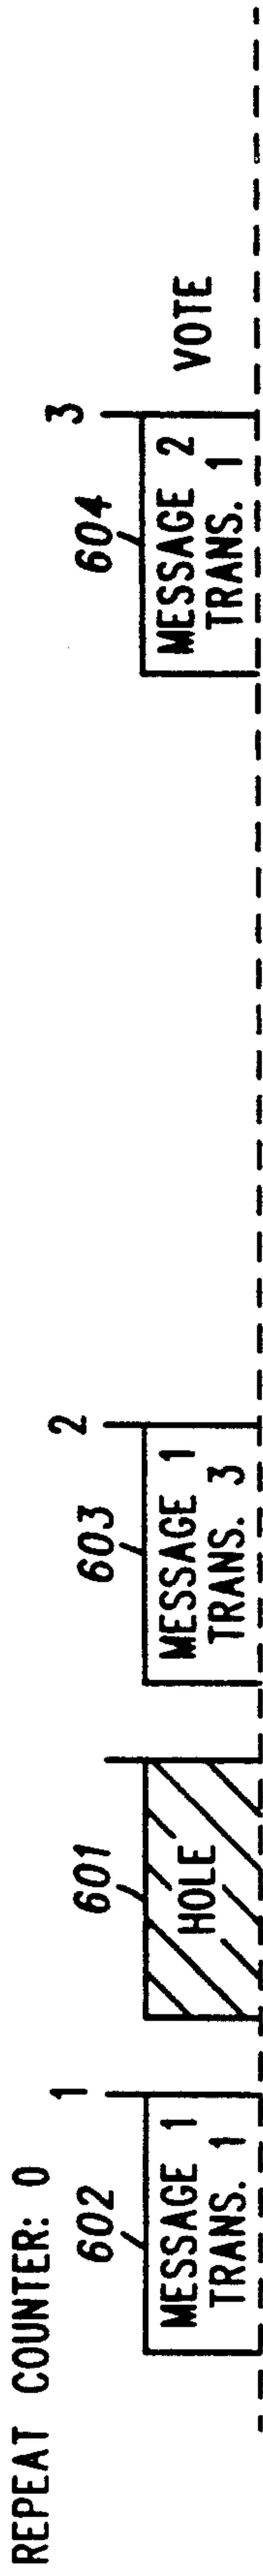 REPEAT COUNTER: 0
1
2
3
602
601
603
604
MESSAGE 1
TRANS. 1
HOLE
MESSAGE 1
TRANS. 3
MESSAGE 2
TRANS. 1
VOTE